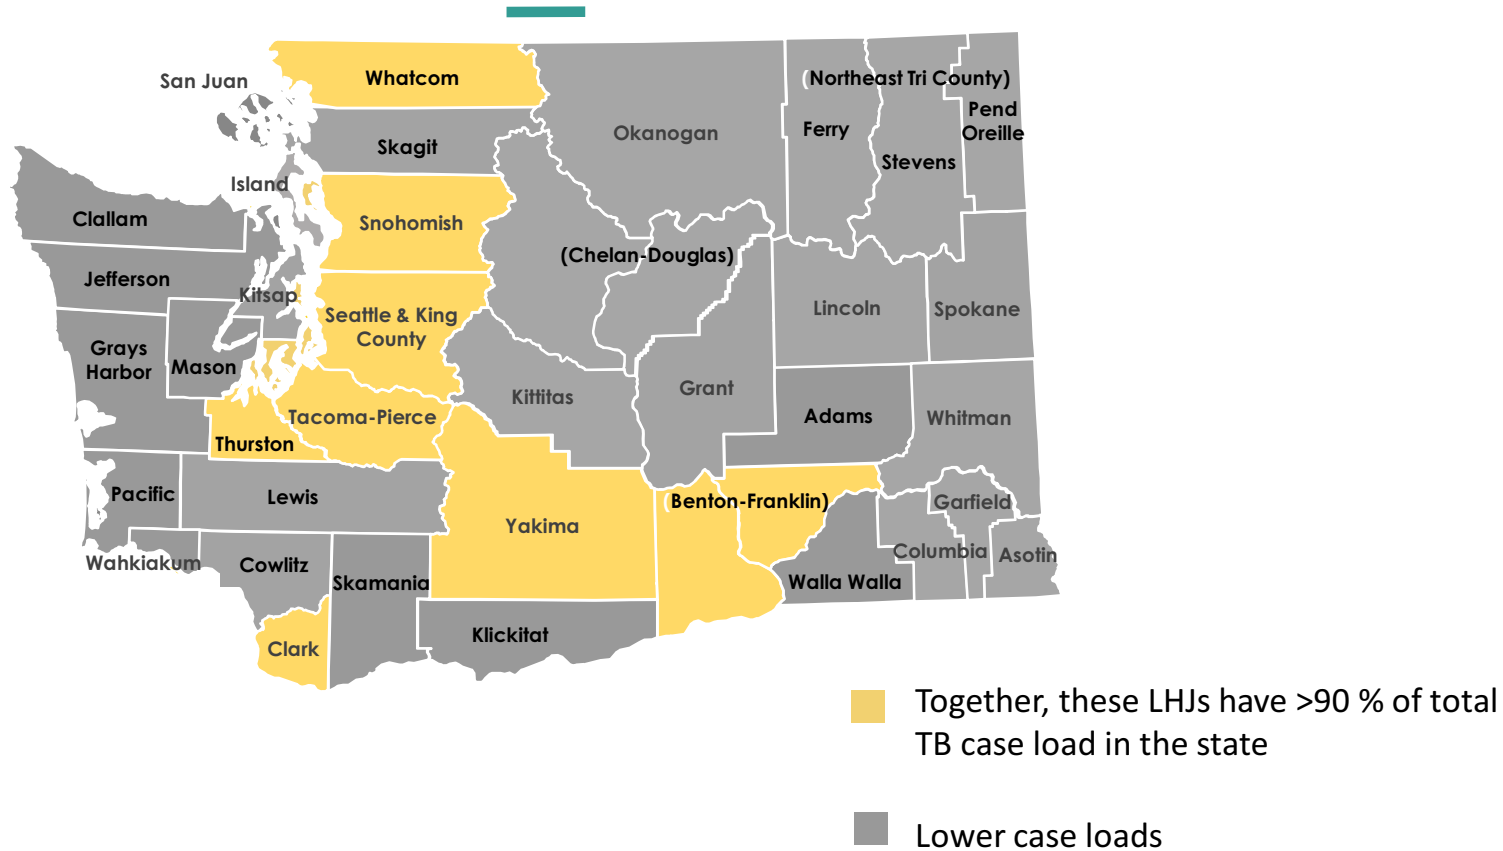 San Juan
Whatcom
(Northeast Tri County)
Pend
Oreille
Ferry
Okanogan
Skagit
Stevens
Island
Clallam
Snohomish
(Chelan-Douglas)
Jefferson
Kitsap
Seattle & King
County
Lincoln
Spokane
Grays
Harbor
Mason
Kittitas
Grant
Adams
Whitman
Tacoma-Pierce
Thurston
Pacific
Lewis
Yakima
(Benton-Franklin)
Garfield
Wahkiakum
Cowlitz
Skamania
Columbia
Asotin
Walla Walla
Clark
Klickitat
Together, these LHJs have >90 % of total
TB case load in the state
Lower case loads